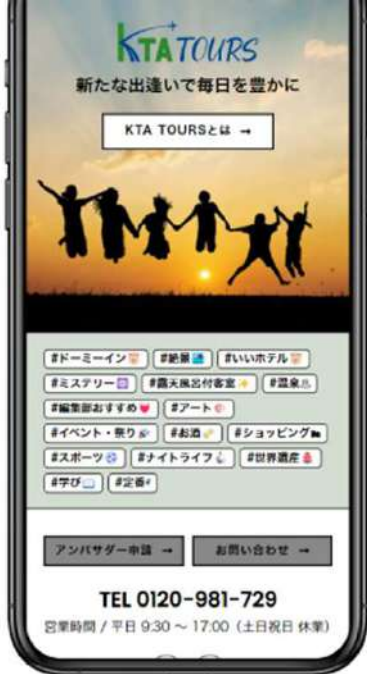 KTA TOURS
新たな出逢いで毎日を豊かに
KTA TOURSとは →
#ドーミーイン #絶景 #いいホテル
#ミステリー #露天風呂付客室 #温泉♨
#編集部おすすめ #アート
#イベント・祭り #お酒 #ショッピング
#スポーツ #ナイトライフ #世界遺産
#学び #定番
アンバサダー申請 → お問い合わせ →
TEL 0120-981-729
営業時間 / 平日 9:30 ~ 17:00（土日祝日 休業）